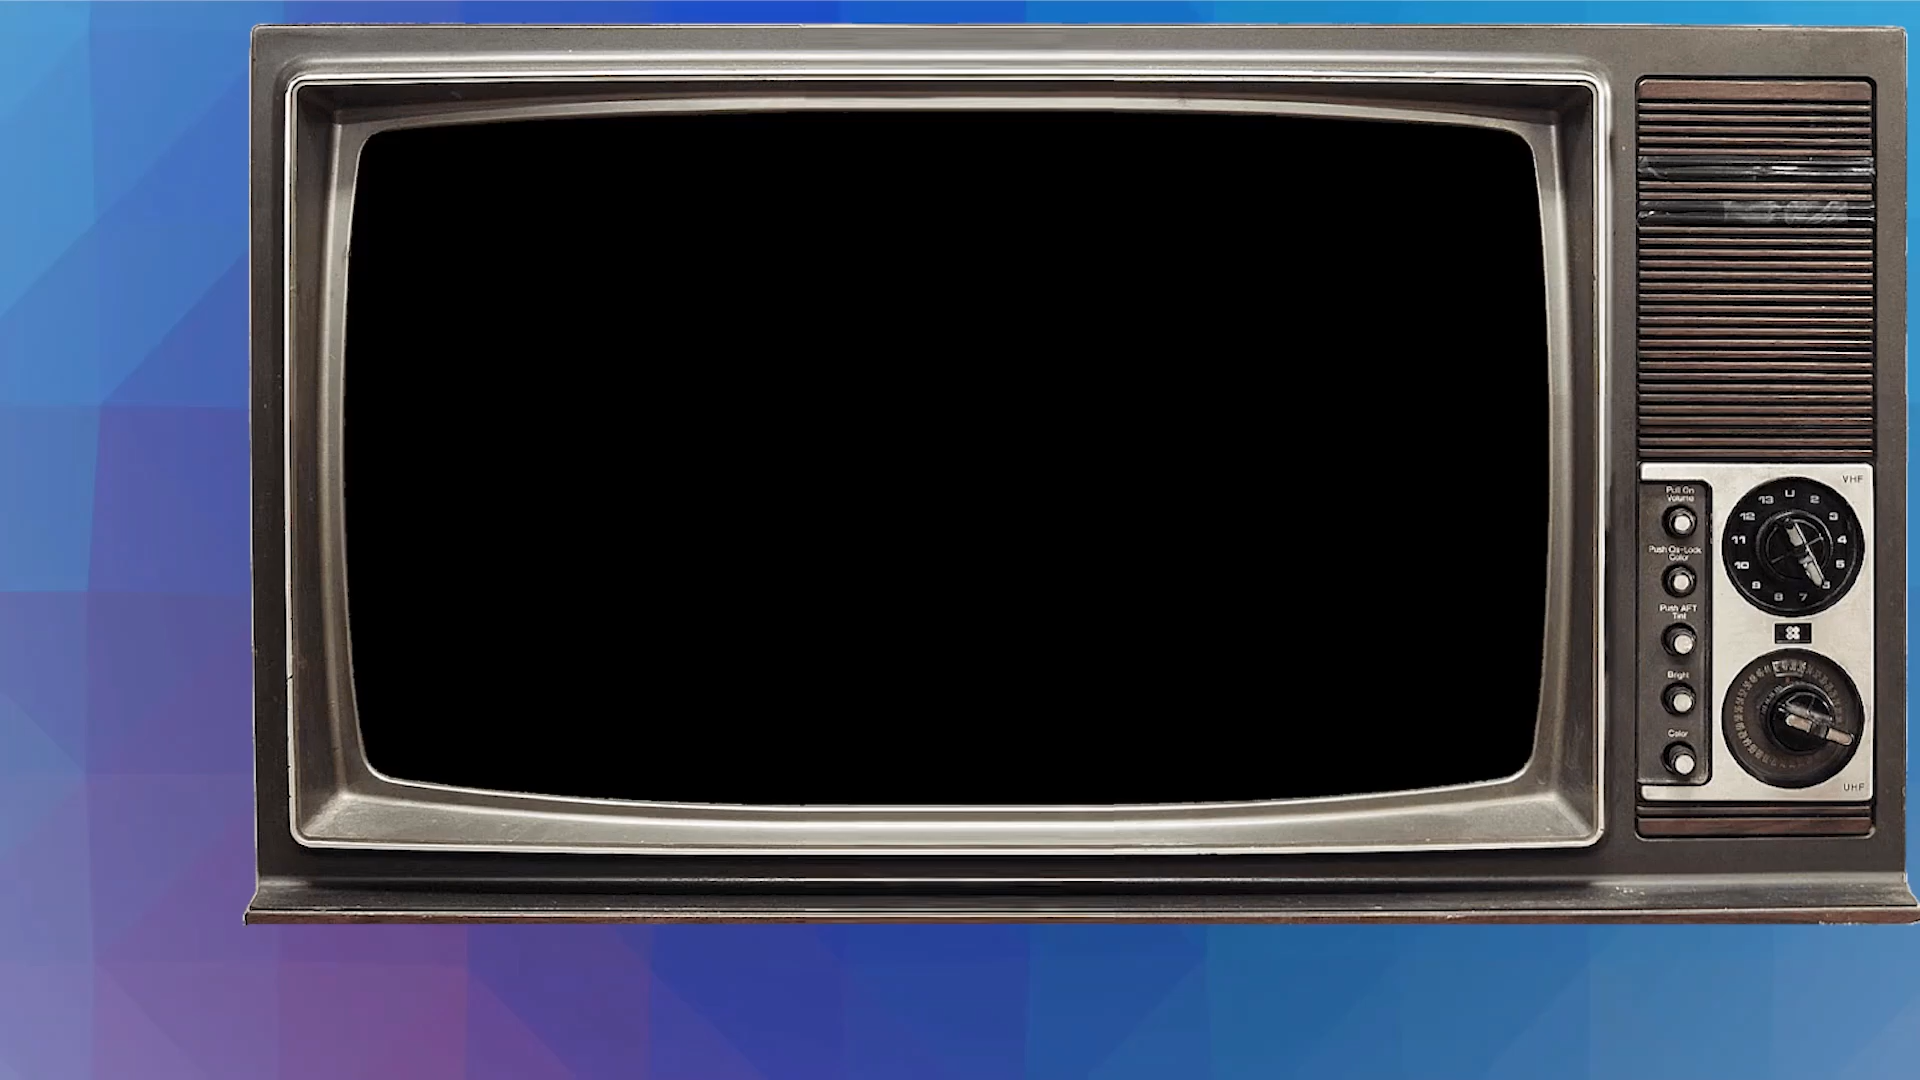 VHF
Pull On
Volume
Push On-Lock
Color
Push AFT
Tint
Bright
Color
U
2
3
4
5
6
7
8
9
10
11
12
13
UHF